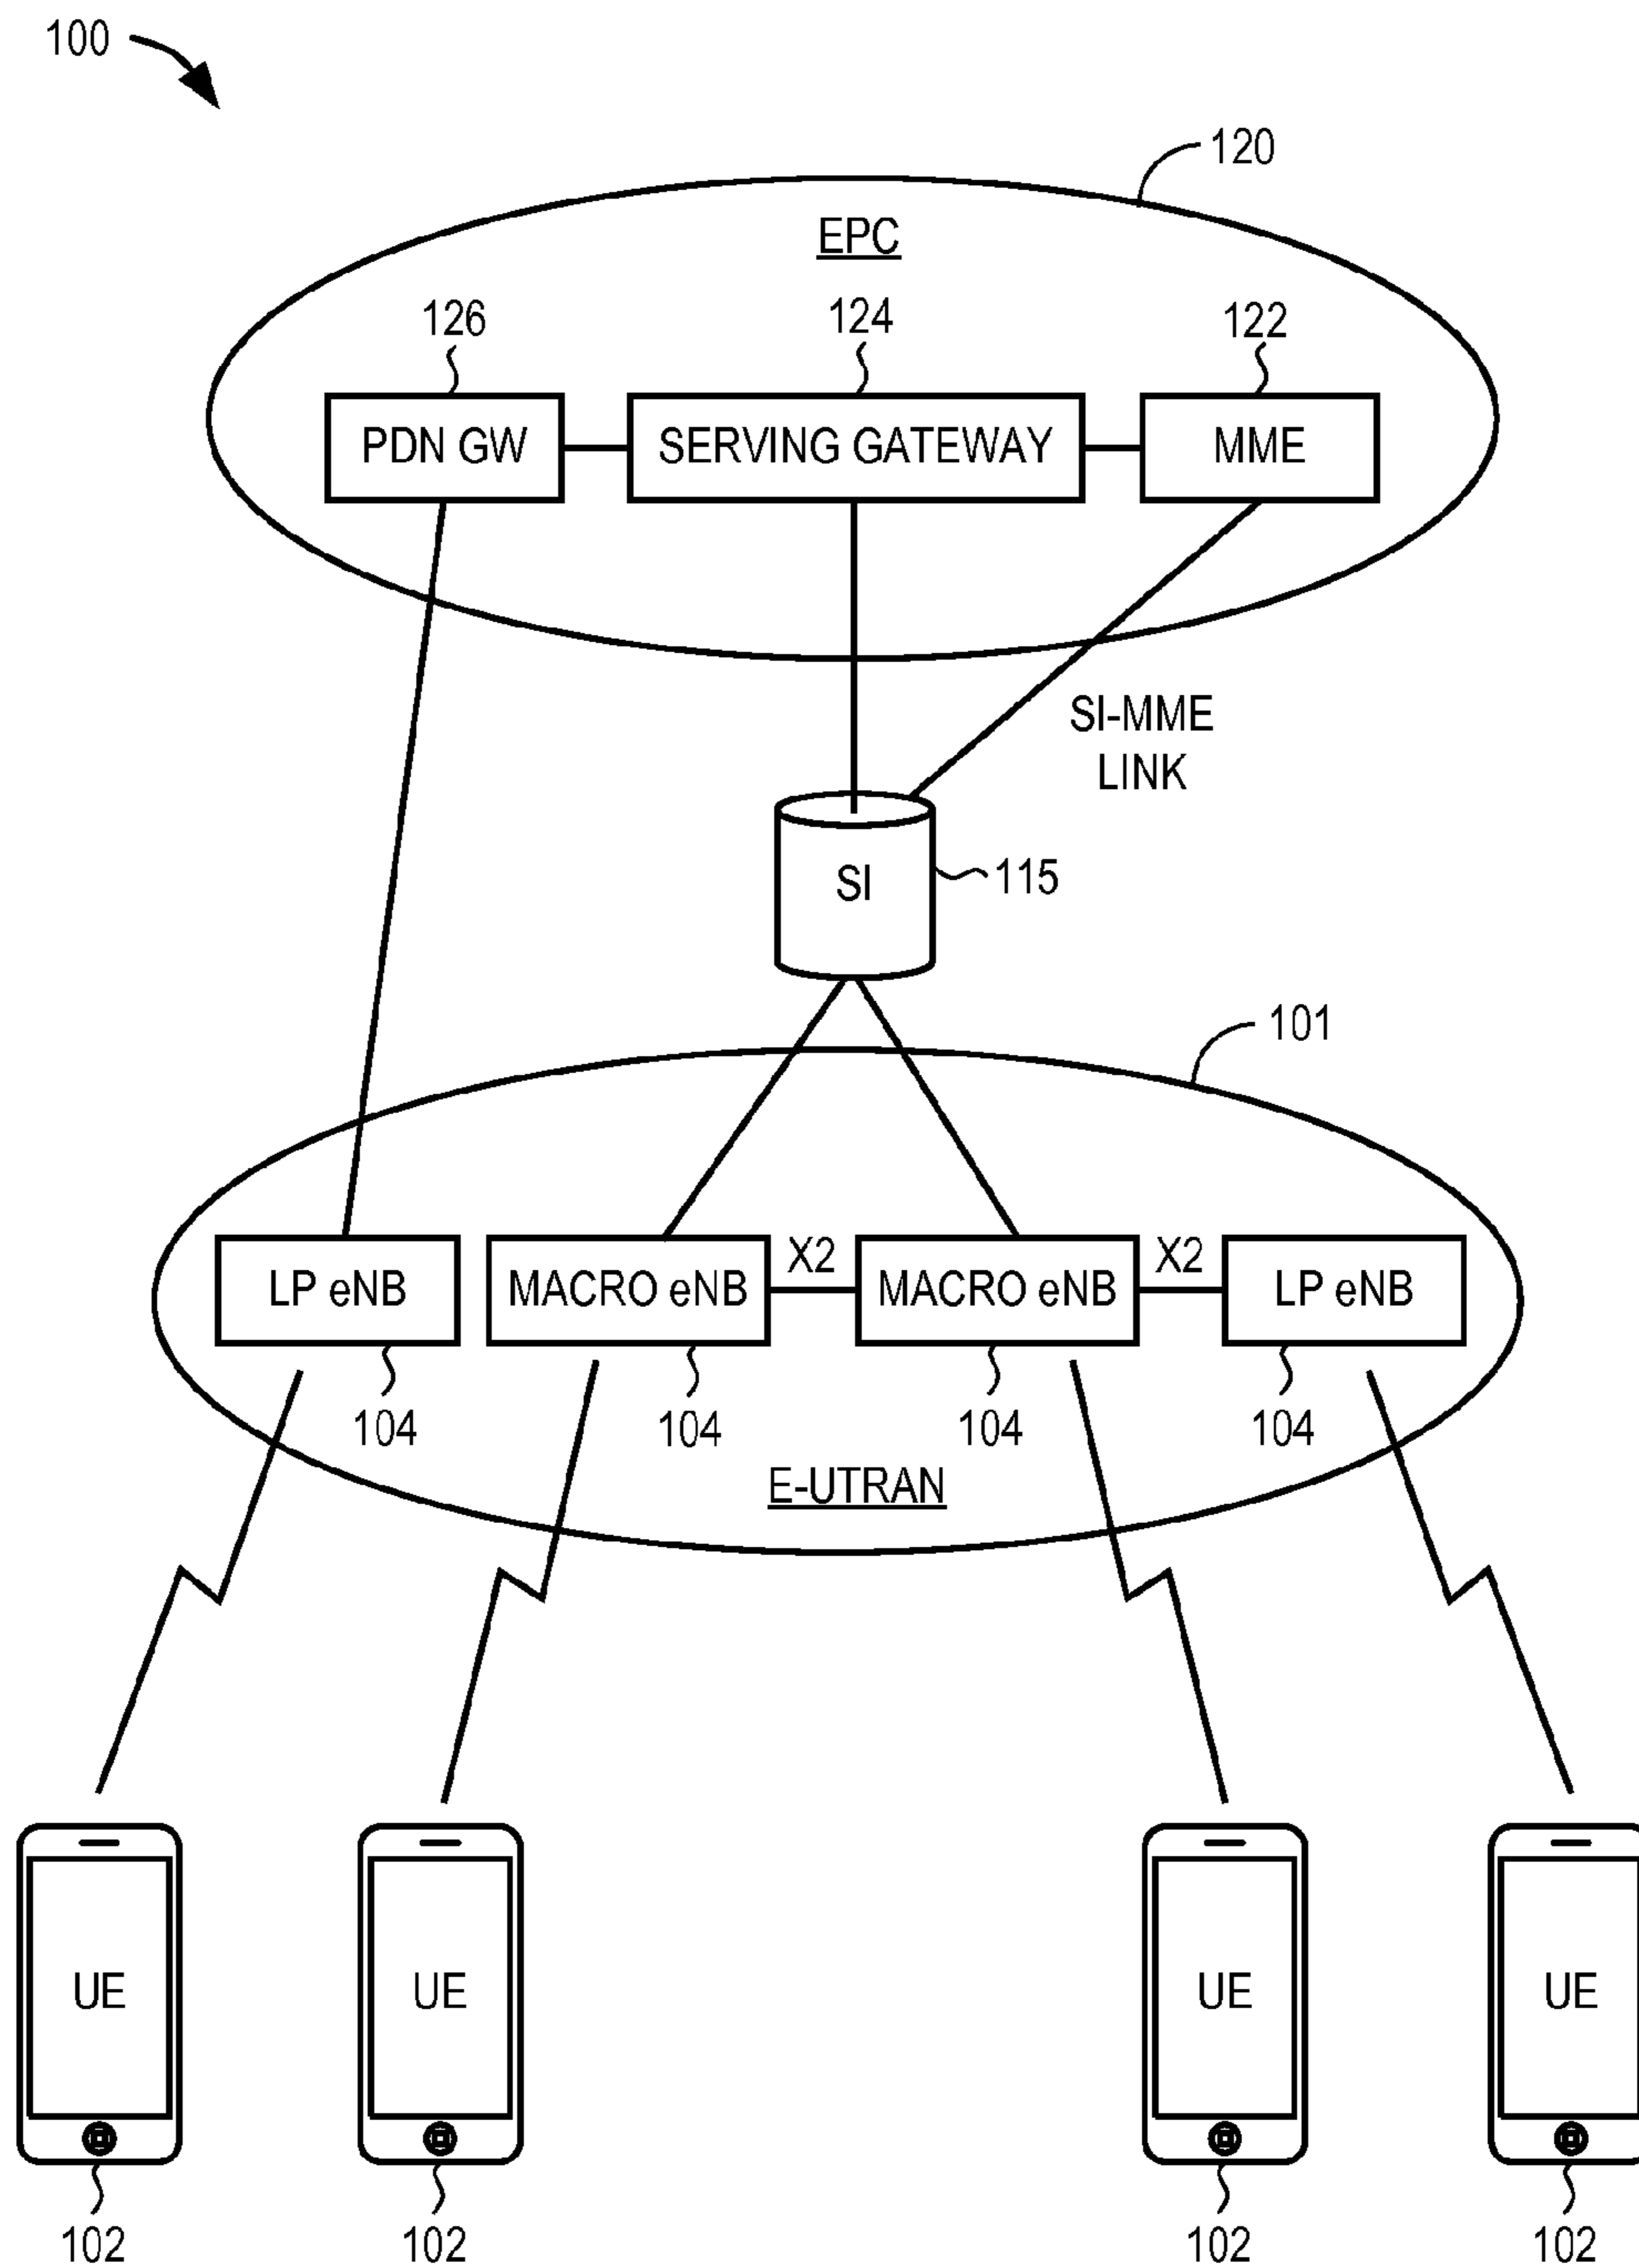 100
120
EPC
126
124
122
PDN GW
SERVING GATEWAY
MME
SI-MME
LINK
SI
115
101
X2
X2
LP eNB
MACRO eNB
MACRO eNB
LP eNB
104
104
104
104
E-UTRAN
UE
UE
UE
UE
102
102
102
102